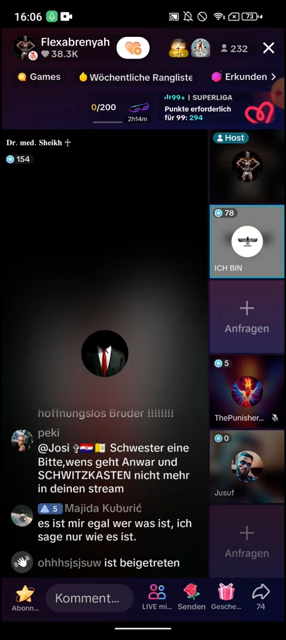 16:06
73
Flexabrenyah
38.3K
232
Games
Wöchentliche Rangliste
Erkunden
0/200
2h14m
99+ | SUPERLIGA
Punkte erforderlich
für 99: 294
Dr. med. Sheikh
154
Host
78
ICH BIN
Anfragen
5
ThePunisher...
0
Jusuf
Anfragen
hoffnungslos Bruder !!!!!!!!
peki
@Josi Schwester eine
Bitte,wens geht Anwar und
SCHWITZKASTEN nicht mehr
in deinen stream
5 Majida Kuburić
es ist mir egal wer was ist, ich
sage nur wie es ist.
ohhhsjsjsuw ist beigetreten
Abonn...
Komment...
LIVE mi...
Senden
Gesche...
74